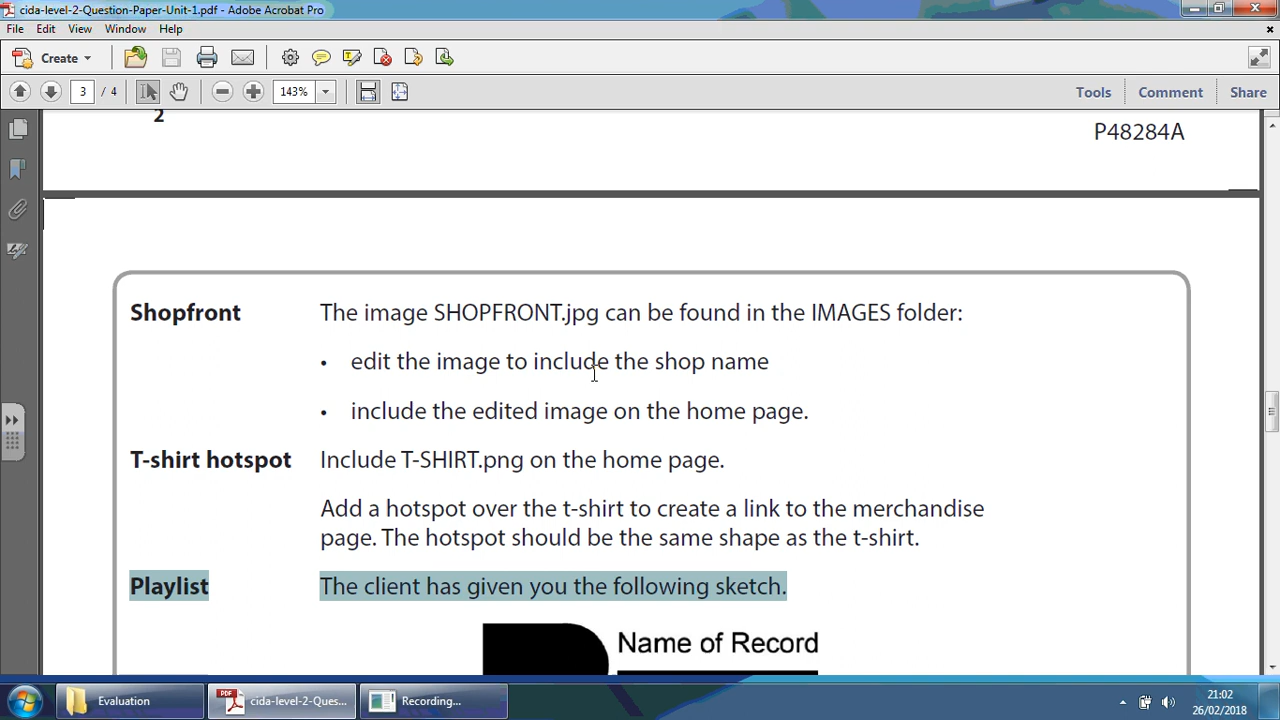 cida-level-2-Question-Paper-Unit-1.pdf - Adobe Acrobat Pro
File Edit View Window Help
Create
3 / 4 143% Tools Comment Share
2
P48284A
Shopfront The image SHOPFRONT.jpg can be found in the IMAGES folder:
• edit the image to include the shop name
• include the edited image on the home page.
T-shirt hotspot Include T-SHIRT.png on the home page.
Add a hotspot over the t-shirt to create a link to the merchandise
page. The hotspot should be the same shape as the t-shirt.
Playlist The client has given you the following sketch.
Name of Record
Evaluation cida-level-2-Ques... Recording... 21:02
26/02/2018